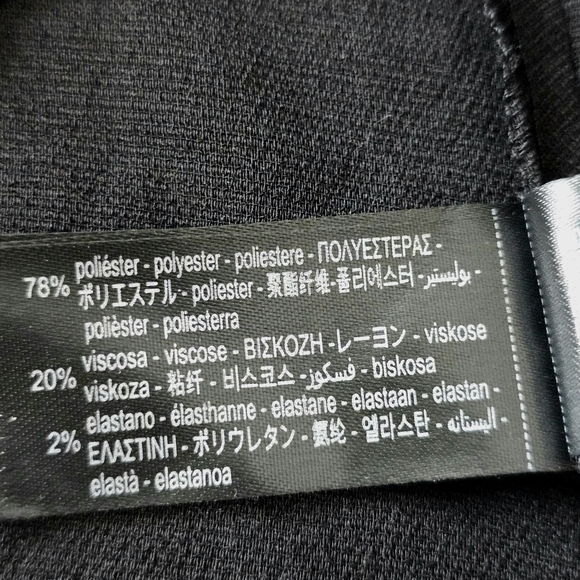 78% poliéster - polyester - poliestere - ΠΟΛΥΕΣΤΕΡΑΣ -
ポリエステル - poliester - 聚酯纤维 - 폴리에스터 - بوليستير -
polièster - poliesterra
20% viscosa - viscose - ΒΙΣΚΟΖΗ - レーヨン - viskose
viskoza - 粘纤 - 비스코스 - فسكوز - biskosa
2% elastano - élasthanne - elastane - elastaan - elastan -
ΕΛΑΣΤΙΝΗ - ポリウレタン - 氨纶 - 엘라스탄 - اليستانه -
elastà - elastanoa